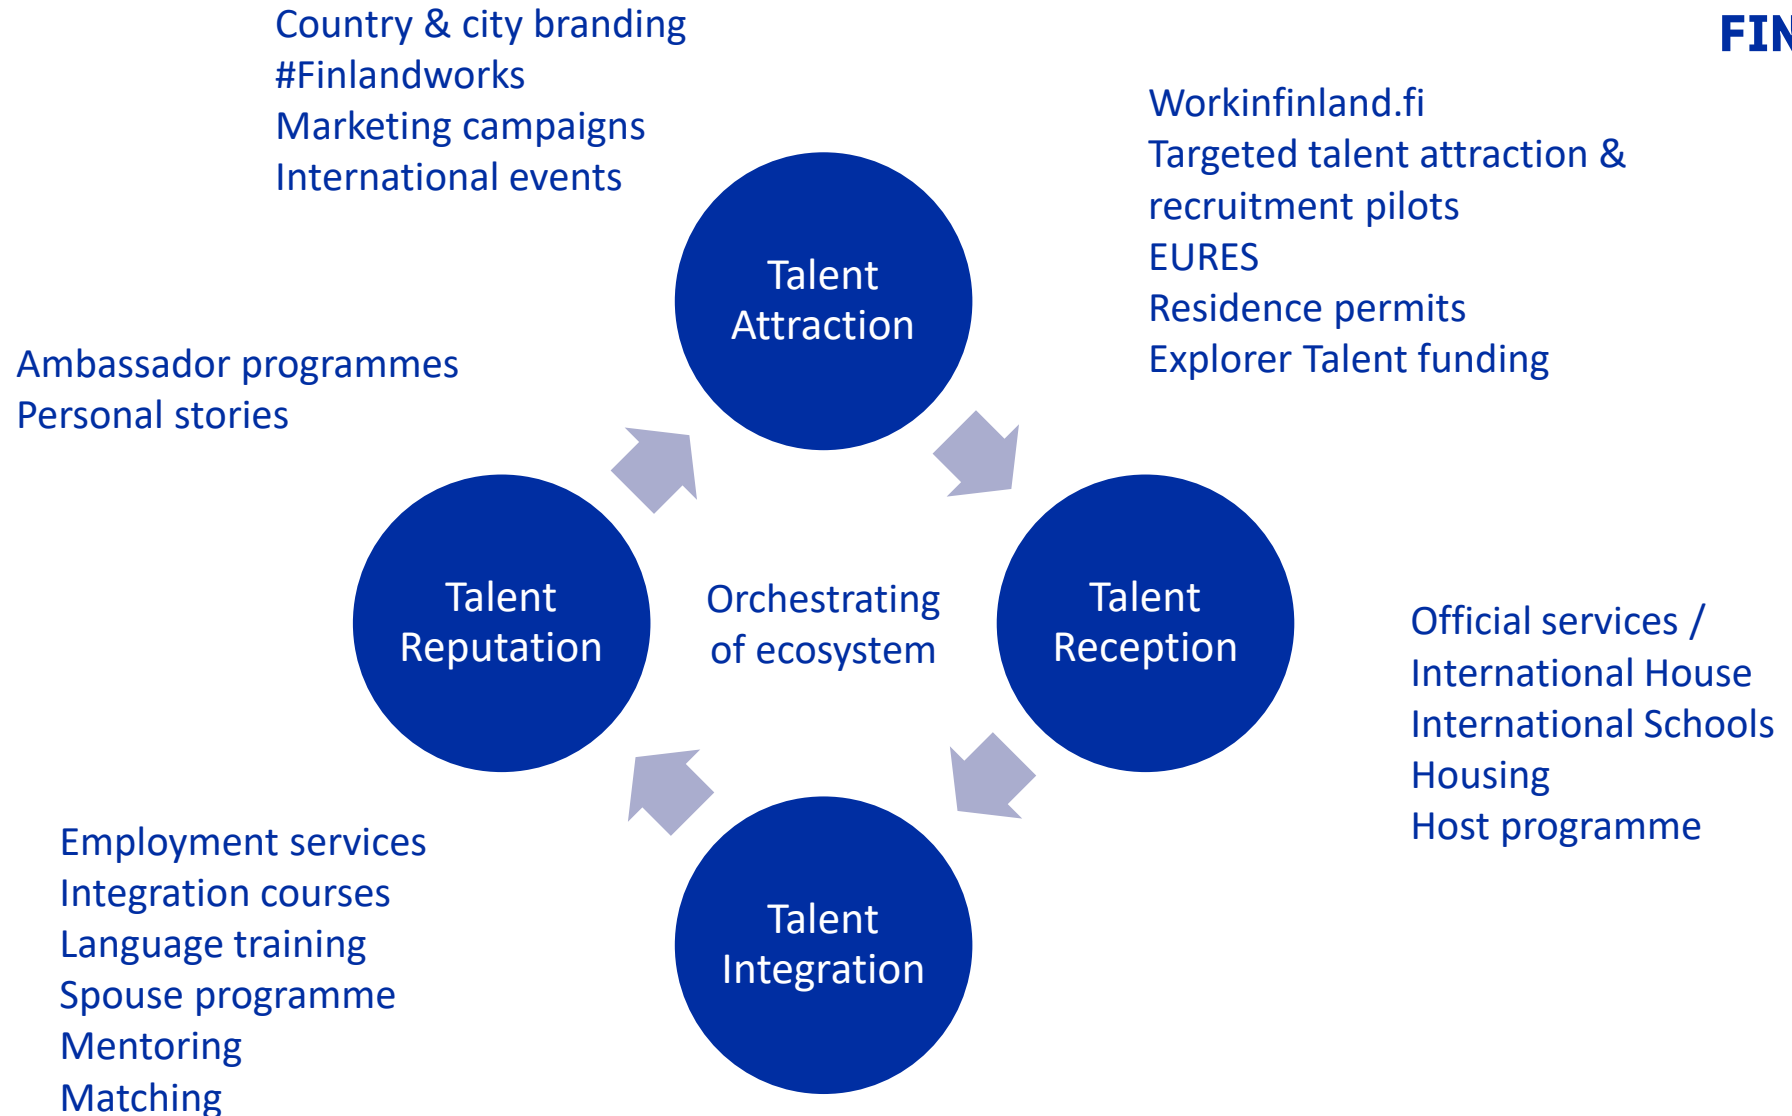 Country & city branding
#Finlandworks
Marketing campaigns
International events
FIN
Workinfinland.fi
Targeted talent attraction &
recruitment pilots
EURES
Residence permits
Explorer Talent funding
Talent
Attraction
Ambassador programmes
Personal stories
Talent
Reputation
Orchestrating
of ecosystem
Talent
Reception
Official services /
International House
International Schools
Housing
Host programme
Employment services
Integration courses
Language training
Spouse programme
Mentoring
Matching
Talent
Integration